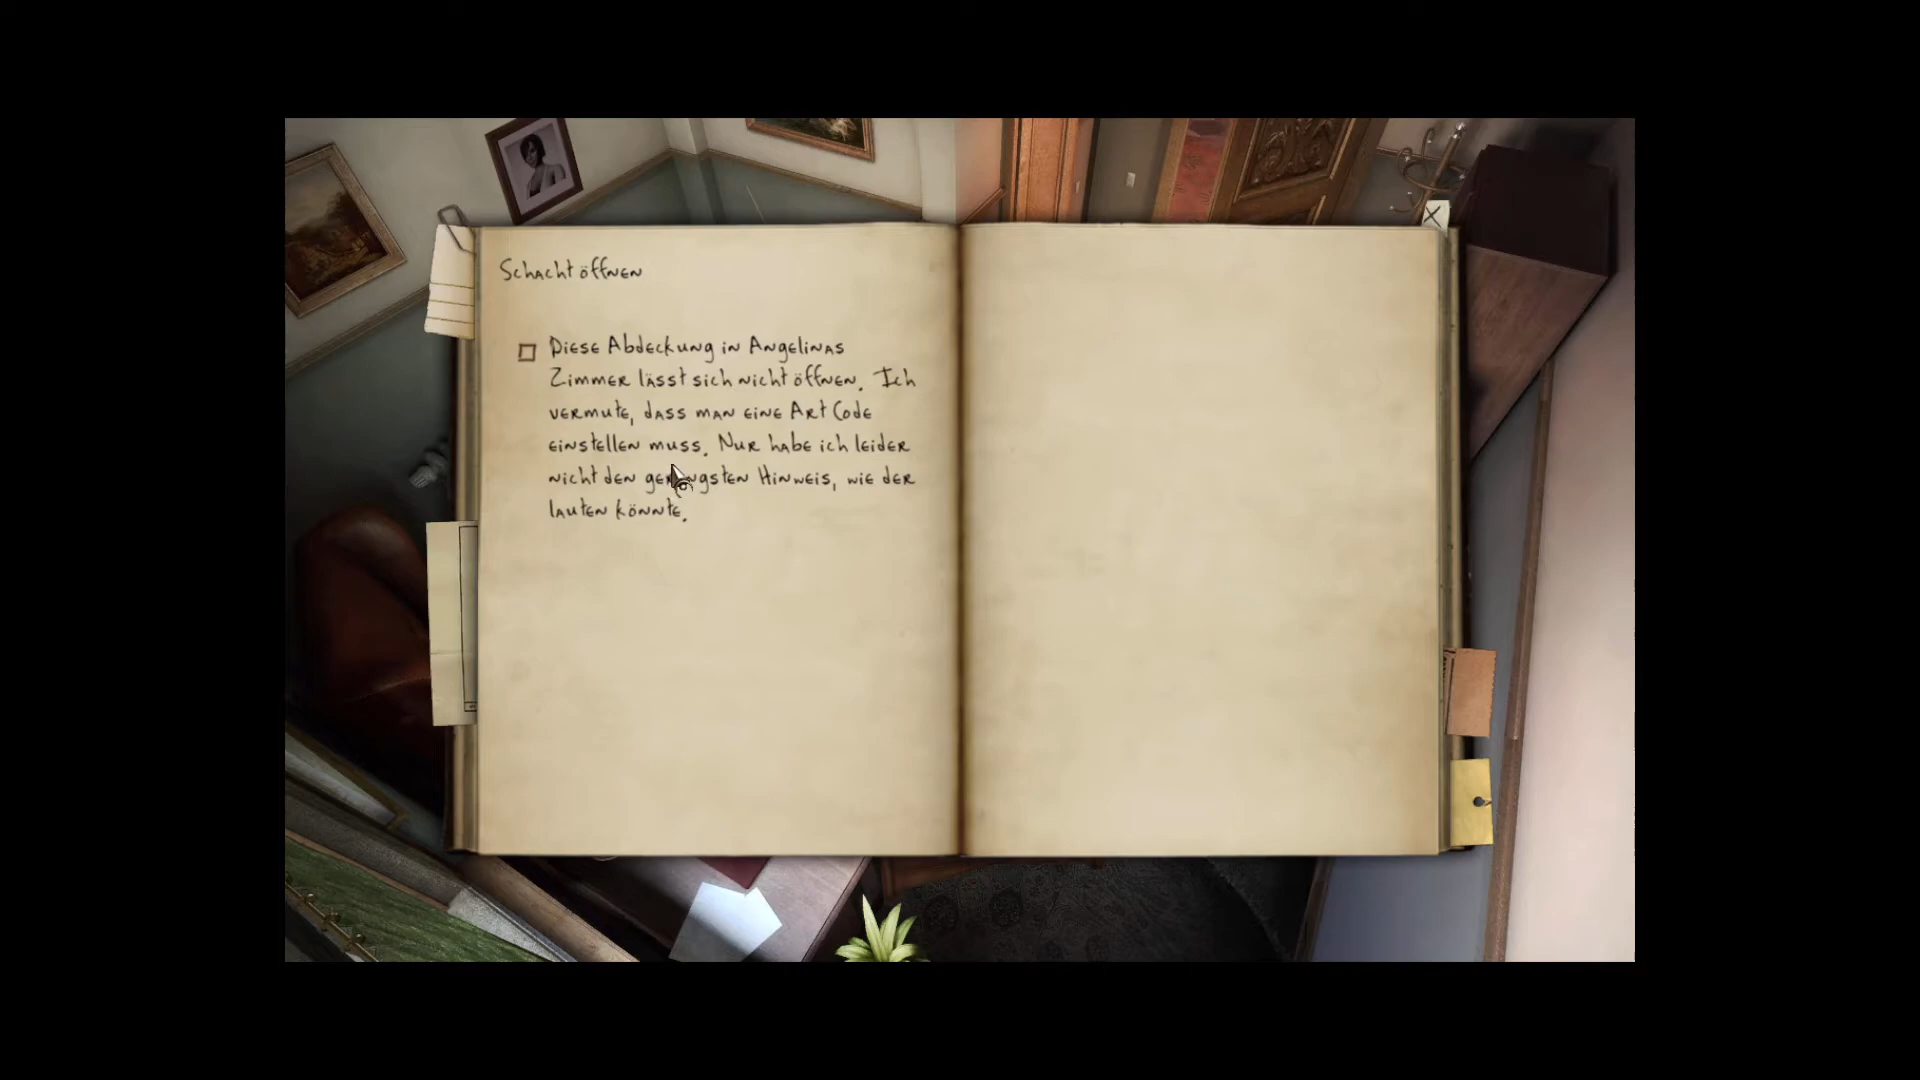 Schacht öffnen
Diese Abdeckung in Angelinas
Zimmer lässt sich nicht öffnen. Ich
vermute, dass man eine Art Code
einstellen muss. Nur habe ich leider
nicht den geringsten Hinweis, wie der
lauten könnte.